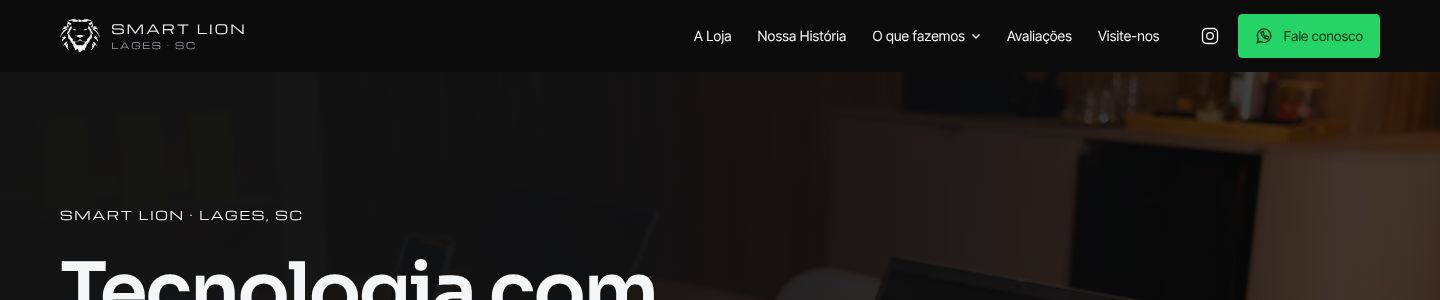 SMART LION
LAGES · SC
A Loja
Nossa História
O que fazemos
Avaliações
Visite-nos
Fale conosco
SMART LION · LAGES, SC
Tecnologia com